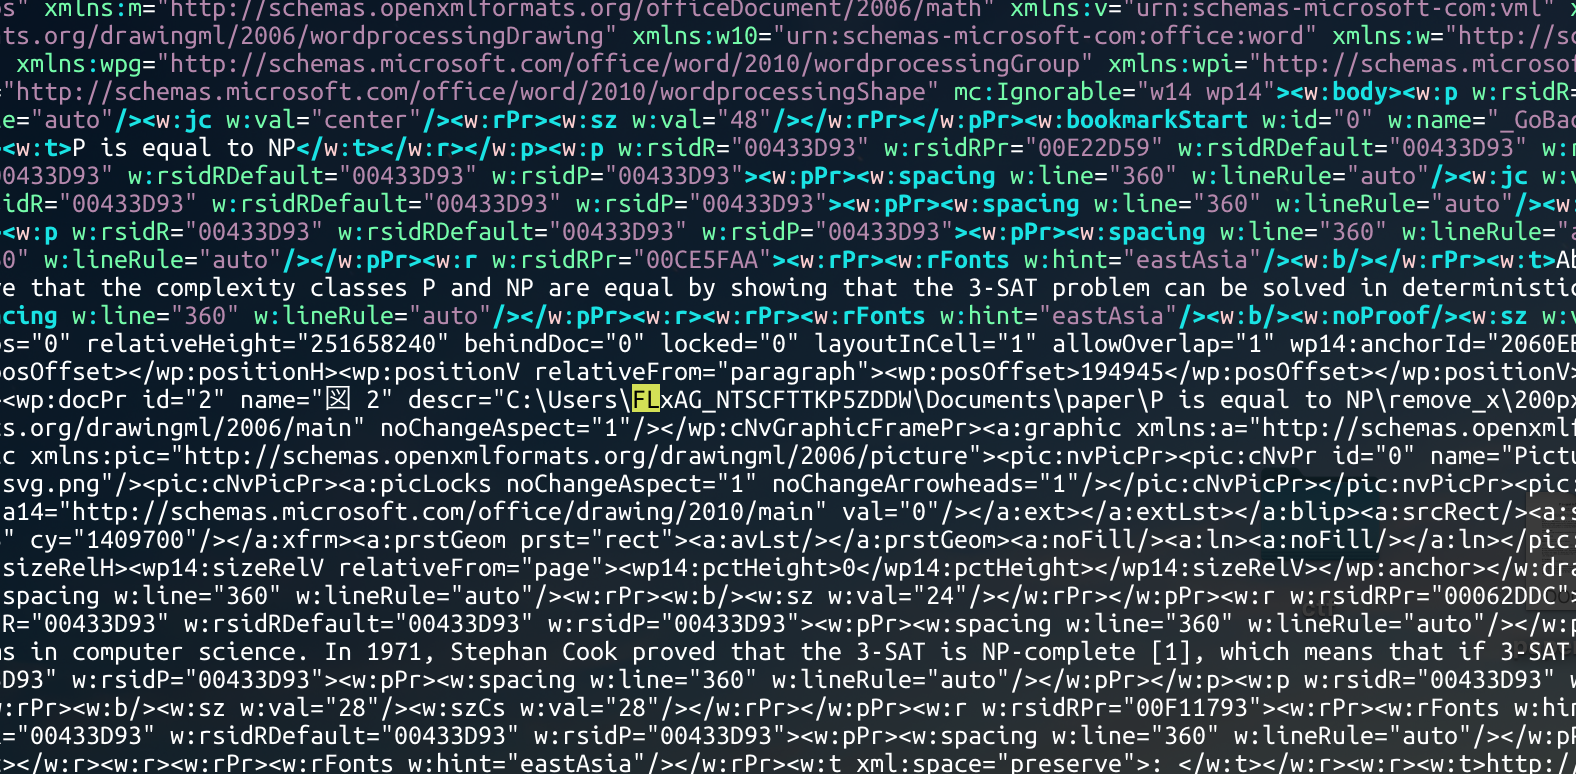 s" xmlns:m="http://schemas.openxmlformats.org/officeDocument/2006/math" xmlns:v="urn:schemas-microsoft-com:vml" x
ts.org/drawingml/2006/wordprocessingDrawing" xmlns:w10="urn:schemas-microsoft-com:office:word" xmlns:w="http://sc
xmlns:wpg="http://schemas.microsoft.com/office/word/2010/wordprocessingGroup" xmlns:wpi="http://schemas.microsof
="http://schemas.microsoft.com/office/word/2010/wordprocessingShape" mc:Ignorable="w14 wp14"><w:body><w:p w:rsidR=
le="auto"/><w:jc w:val="center"/><w:rPr><w:sz w:val="48"/></w:rPr></w:pPr><w:bookmarkStart w:id="0" w:name="_GoBac
><w:t>P is equal to NP</w:t></w:r></w:p><w:p w:rsidR="00433D93" w:rsidRPr="00E22D59" w:rsidRDefault="00433D93" w:r
00433D93" w:rsidRDefault="00433D93" w:rsidP="00433D93"><w:pPr><w:spacing w:line="360" w:lineRule="auto"/><w:jc w:v
sidR="00433D93" w:rsidRDefault="00433D93" w:rsidP="00433D93"><w:pPr><w:spacing w:line="360" w:lineRule="auto"/><w:
><w:p w:rsidR="00433D93" w:rsidRDefault="00433D93" w:rsidP="00433D93"><w:pPr><w:spacing w:line="360" w:lineRule="a
60" w:lineRule="auto"/></w:pPr><w:r w:rsidRPr="00CE5FAA"><w:rPr><w:rFonts w:hint="eastAsia"/><w:b/></w:rPr><w:t>Ab
ve that the complexity classes P and NP are equal by showing that the 3-SAT problem can be solved in deterministic
acing w:line="360" w:lineRule="auto"/></w:pPr><w:r><w:rPr><w:rFonts w:hint="eastAsia"/><w:b/><w:noProof/><w:sz w:v
os="0" relativeHeight="251658240" behindDoc="0" locked="0" layoutInCell="1" allowOverlap="1" wp14:anchorId="2060EE
posOffset></wp:positionH><wp:positionV relativeFrom="paragraph"><wp:posOffset>194945</wp:posOffset></wp:positionV>
><wp:docPr id="2" name="図 2" descr="C:\Users\FLxAG_NTSCFTTKP5ZDDW\Documents\paper\P is equal to NP\remove_x\200px
ts.org/drawingml/2006/main" noChangeAspect="1"/></wp:cNvGraphicFramePr><a:graphic xmlns:a="http://schemas.openxmlf
ic xmlns:pic="http://schemas.openxmlformats.org/drawingml/2006/picture"><pic:nvPicPr><pic:cNvPr id="0" name="Pictu
svg.png"/><pic:cNvPicPr><a:picLocks noChangeAspect="1" noChangeArrowheads="1"/></pic:cNvPicPr></pic:nvPicPr><pic:
a14="http://schemas.microsoft.com/office/drawing/2010/main" val="0"/></a:ext></a:extLst></a:blip><a:srcRect/><a:s
" cy="1409700"/></a:xfrm><a:prstGeom prst="rect"><a:avLst/></a:prstGeom><a:noFill/><a:ln><a:noFill/></a:ln></pic:
sizeRelH><wp14:sizeRelV relativeFrom="page"><wp14:pctHeight>0</wp14:pctHeight></wp14:sizeRelV></wp:anchor></w:dra
spacing w:line="360" w:lineRule="auto"/><w:rPr><w:b/><w:sz w:val="24"/></w:rPr></w:pPr><w:r w:rsidRPr="00062DDC">
R="00433D93" w:rsidRDefault="00433D93" w:rsidP="00433D93"><w:pPr><w:spacing w:line="360" w:lineRule="auto"/></w:p
ms in computer science. In 1971, Stephan Cook proved that the 3-SAT is NP-complete [1], which means that if 3-SAT
3D93" w:rsidP="00433D93"><w:pPr><w:spacing w:line="360" w:lineRule="auto"/></w:pPr></w:p><w:p w:rsidR="00433D93" w
w:rPr><w:b/><w:sz w:val="28"/><w:szCs w:val="28"/></w:rPr></w:pPr><w:r w:rsidRPr="00F11793"><w:rPr><w:rFonts w:hin
="00433D93" w:rsidRDefault="00433D93" w:rsidP="00433D93"><w:pPr><w:spacing w:line="360" w:lineRule="auto"/></w:pP
k</w:r><w:r><w:rPr><w:rFonts w:hint="eastAsia"/></w:rPr><w:t xml:space="preserve">: </w:t></w:r><w:r><w:t>http:/